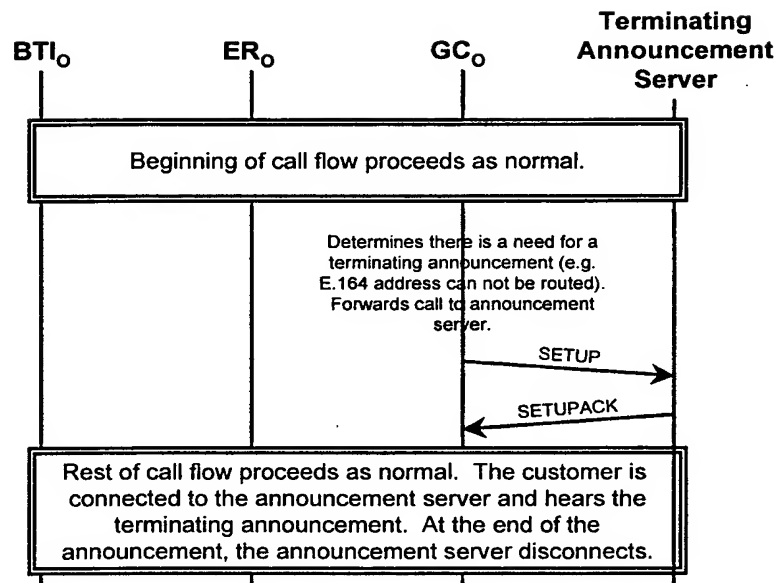 BTIO ERO GCO Terminating
Announcement
Server
Beginning of call flow proceeds as normal.
Determines there is a need for a
terminating announcement (e.g.
E.164 address can not be routed).
Forwards call to announcement
server.
SETUP
SETUPACK
Rest of call flow proceeds as normal. The customer is
connected to the announcement server and hears the
terminating announcement. At the end of the
announcement, the announcement server disconnects.